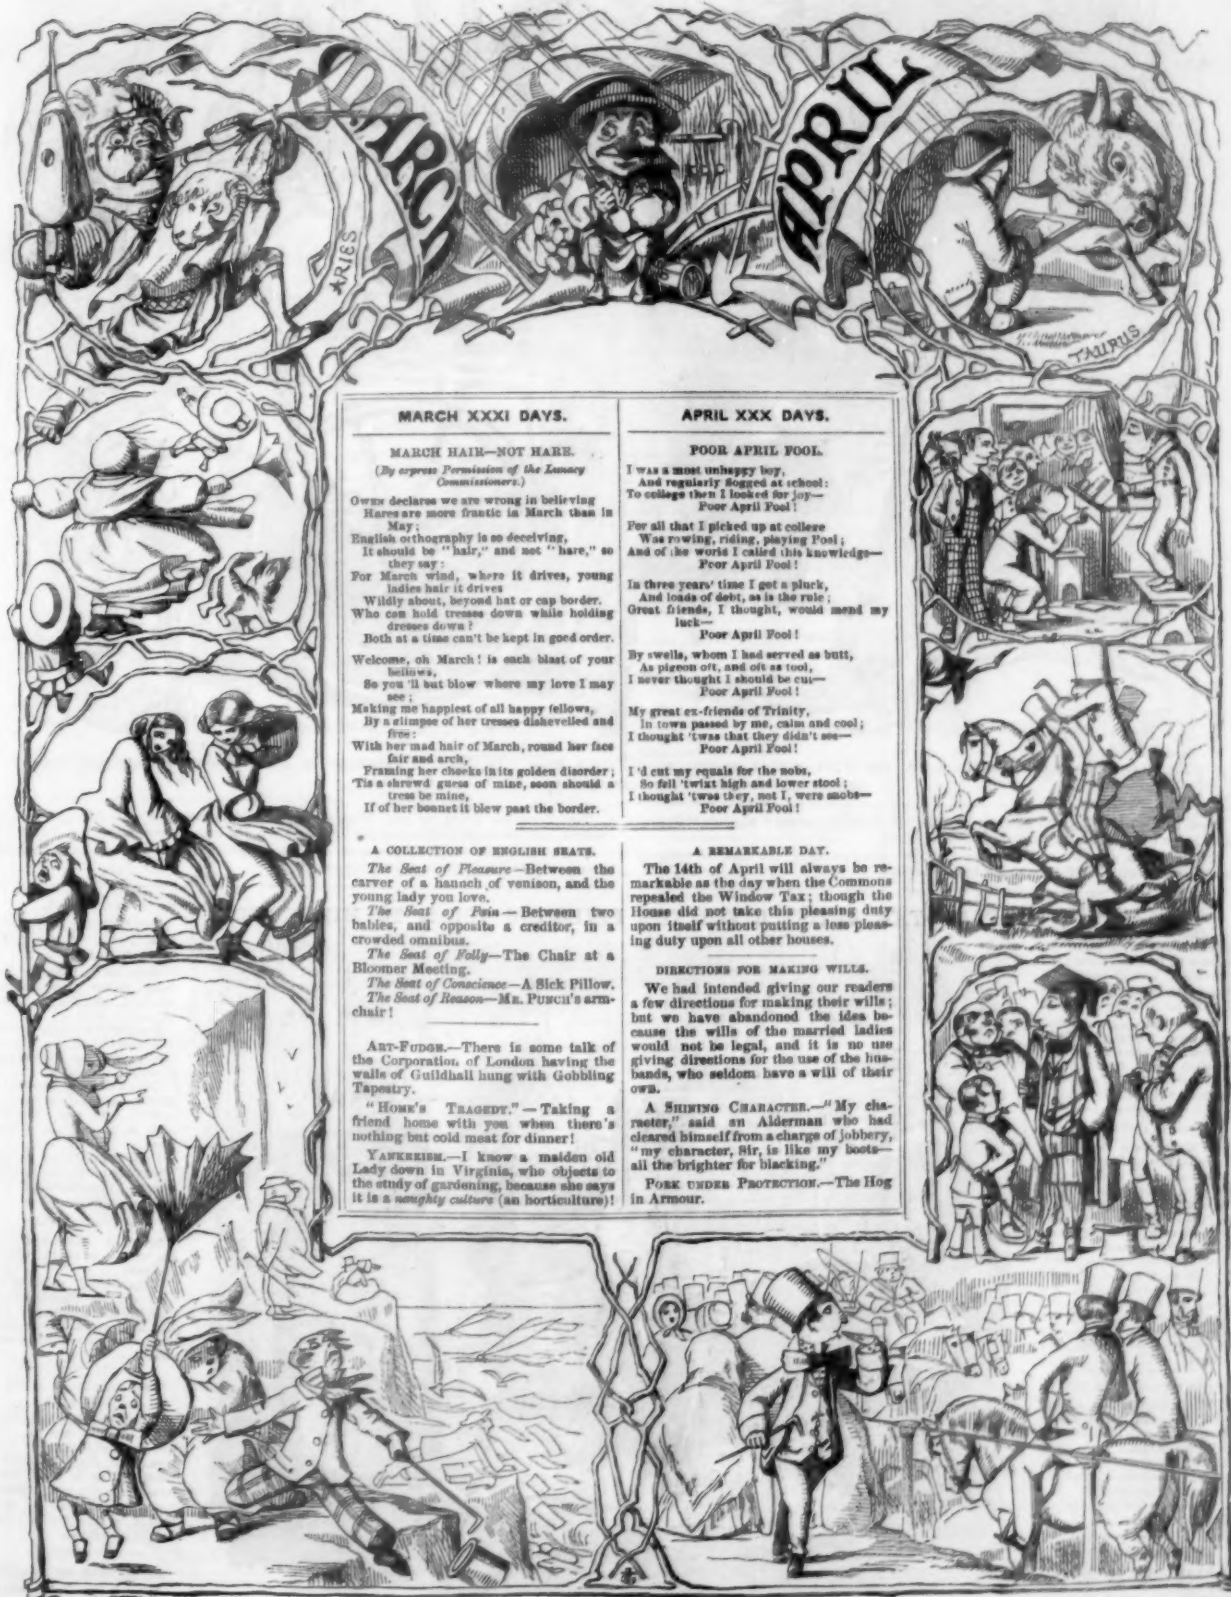 MARCH
APRIL
ARIES
TAURUS
MARCH XXXI DAYS.
MARCH HAIR—NOT HARE.
(By express Permission of the Lunacy
Commissioners.)
OWEN declares we are wrong in believing
Hares are more frantic in March than in
May;
English orthography is so deceiving,
It should be "hair," and not "hare," so
they say:
For March wind, where it drives, young
ladies hair it drives
Wildly about, beyond hat or cap border.
Who can hold tresses down while holding
dresses down?
Both at a time can't be kept in good order.
Welcome, oh March! is each blast of your
bellows,
So you 'll but blow where my love I may
see;
Making me happiest of all happy fellows,
By a glimpse of her tresses dishevelled and
free:
With her mad hair of March, round her face
fair and arch,
Framing her cheeks in its golden disorder;
'Tis a shrewd guess of mine, soon should a
tress be mine,
If of her bonnet it blew past the border.
A COLLECTION OF ENGLISH SEATS.
The Seat of Pleasure—Between the
carver of a haunch of venison, and the
young lady you love.
The Seat of Pain—Between two
babies, and opposite a creditor, in a
crowded omnibus.
The Seat of Folly—The Chair at a
Bloomer Meeting.
The Seat of Conscience—A Sick Pillow.
The Seat of Reason—MR. PUNCH's arm-
chair!
ART-FUDGE.—There is some talk of
the Corporation of London having the
walls of Guildhall hung with Gobbling
Tapestry.
"HOME'S TRAGEDY."—Taking a
friend home with you when there's
nothing but cold meat for dinner!
YANKEEISM.—I know a maiden old
Lady down in Virginia, who objects to
the study of gardening, because she says
it is a naughty culture (an horticulture)!
APRIL XXX DAYS.
POOR APRIL FOOL.
I WAS a most unhappy boy,
And regularly flogged at school:
To college then I looked for joy—
Poor April Fool!
For all that I picked up at college
Was rowing, riding, playing Pool;
And of the world I called this knowledge—
Poor April Fool!
In three years' time I got a pluck,
And loads of debt, as is the rule;
Great friends, I thought, would mend my
luck—
Poor April Fool!
By swells, whom I had served as butt,
As pigeon oft, and oft as tool,
I never thought I should be cut—
Poor April Fool!
My great ex-friends of Trinity,
In town passed by me, calm and cool;
I thought 'twas that they didn't see—
Poor April Fool!
I 'd cut my equals for the nobs,
So fell 'twixt high and lower stool;
I thought 'twas they, not I, were snobs—
Poor April Fool!
A REMARKABLE DAY.
The 14th of April will always be re-
markable as the day when the Commons
repealed the Window Tax; though the
House did not take this pleasing duty
upon itself without putting a less pleas-
ing duty upon all other houses.
DIRECTIONS FOR MAKING WILLS.
We had intended giving our readers
a few directions for making their wills;
but we have abandoned the idea be-
cause the wills of the married ladies
would not be legal, and it is no use
giving directions for the use of the hus-
bands, who seldom have a will of their
own.
A SHINING CHARACTER.—"My cha-
racter," said an Alderman who had
cleared himself from a charge of jobbery,
"my character, Sir, is like my boots—
all the brighter for blacking."
PORK UNDER PROTECTION.—The Hog
in Armour.